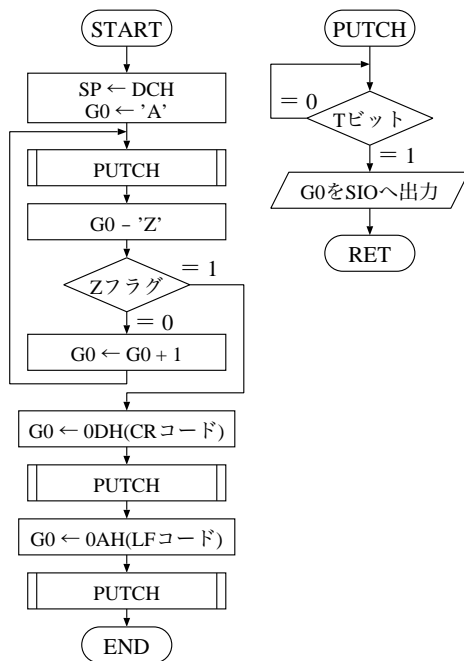 START
SP ← DCH
G0 ← 'A'
PUTCH
G0 − 'Z'
Zフラグ
= 1
= 0
G0 ← G0 + 1
G0 ← 0DH(CRコード)
PUTCH
G0 ← 0AH(LFコード)
PUTCH
END
PUTCH
= 0
Tビット
= 1
G0をSIOへ出力
RET